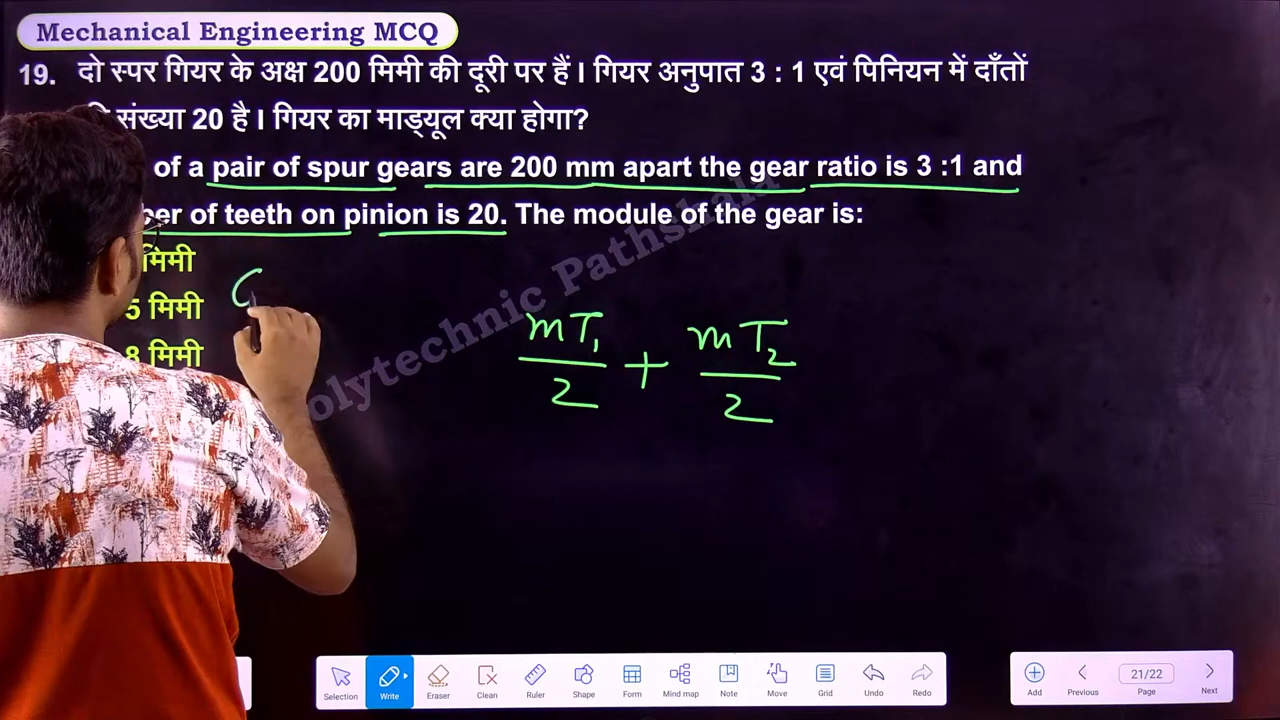 Mechanical Engineering MCQ
19. दो स्पर गियर के अक्ष 200 मिमी की दूरी पर हैं। गियर अनुपात 3 : 1 एवं पिनियन में दाँतों
संख्या 20 है। गियर का माड्यूल क्या होगा?
of a pair of spur gears are 200 mm apart the gear ratio is 3 :1 and
of teeth on pinion is 20. The module of the gear is:
मिमी
5 मिमी
8 मिमी
C
mT₁/2 + mT₂/2
Polytechnic Pathshala
Selection Write Eraser Clean Ruler Shape Form Mind map Note Move Grid Undo Redo
Add Previous 21/22 Page Next